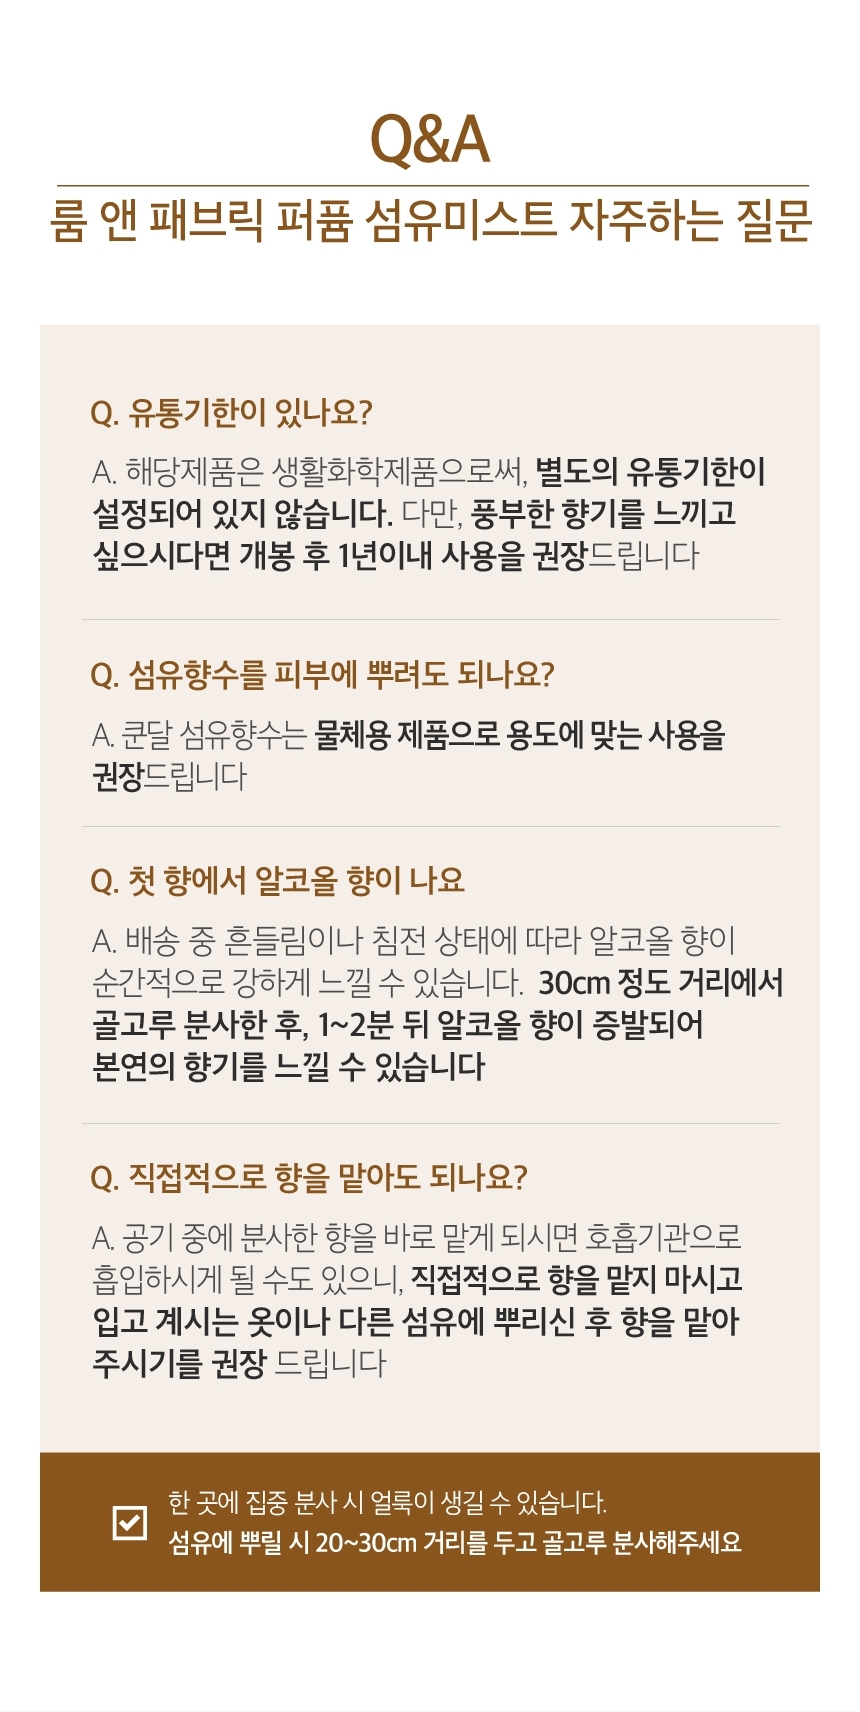 Q&A
룸 앤 패브릭 퍼퓸 섬유미스트 자주하는 질문
Q. 유통기한이 있나요?
A. 해당제품은 생활화학제품으로써, 별도의 유통기한이
설정되어 있지 않습니다. 다만, 풍부한 향기를 느끼고
싶으시다면 개봉 후 1년이내 사용을 권장드립니다
Q. 섬유향수를 피부에 뿌려도 되나요?
A. 쿤달 섬유향수는 물체용 제품으로 용도에 맞는 사용을
권장드립니다
Q. 첫 향에서 알코올 향이 나요
A. 배송 중 흔들림이나 침전 상태에 따라 알코올 향이
순간적으로 강하게 느낄 수 있습니다. 30cm 정도 거리에서
골고루 분사한 후, 1~2분 뒤 알코올 향이 증발되어
본연의 향기를 느낄 수 있습니다
Q. 직접적으로 향을 맡아도 되나요?
A. 공기 중에 분사한 향을 바로 맡게 되시면 호흡기관으로
흡입하시게 될 수도 있으니, 직접적으로 향을 맡지 마시고
입고 계시는 옷이나 다른 섬유에 뿌리신 후 향을 맡아
주시기를 권장 드립니다
한 곳에 집중 분사 시 얼룩이 생길 수 있습니다.
섬유에 뿌릴 시 20~30cm 거리를 두고 골고루 분사해주세요